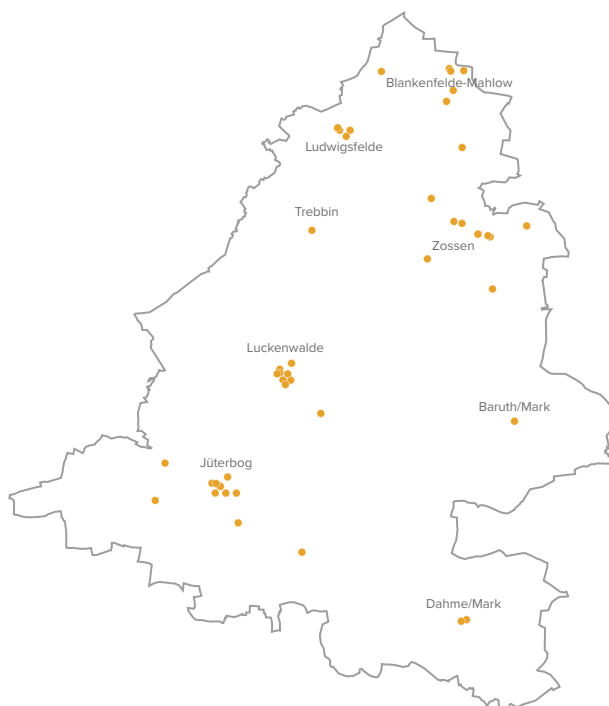 Blankenfelde-Mahlow
Ludwigsfelde
Trebbin
Zossen
Luckenwalde
Baruth/Mark
Jüterbog
Dahme/Mark